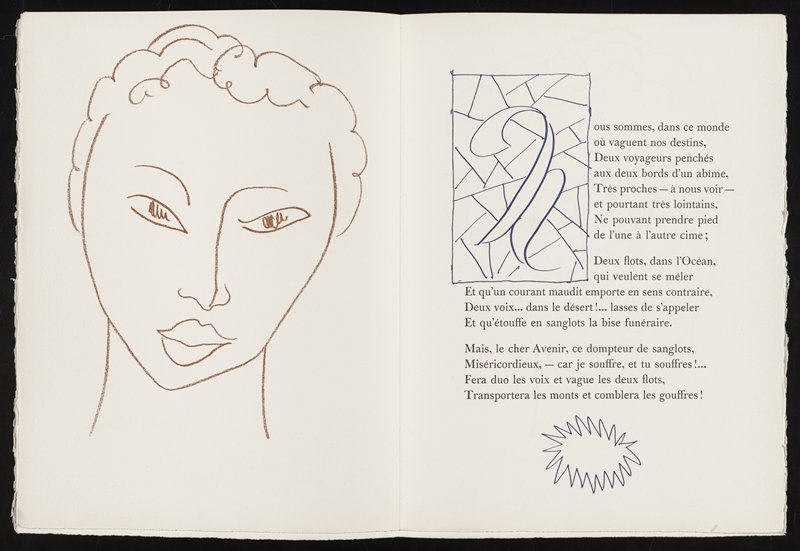 Nous sommes, dans ce monde
où vaguent nos destins,
Deux voyageurs penchés
aux deux bords d'un abîme,
Très proches — à nous voir —
et pourtant très lointains,
Ne pouvant prendre pied
de l'une à l'autre cime ;
Deux flots, dans l'Océan,
qui veulent se mêler
Et qu'un courant maudit emporte en sens contraire,
Deux voix... dans le désert !... lasses de s'appeler
Et qu'étouffe en sanglots la bise funéraire.
Mais, le cher Avenir, ce dompteur de sanglots,
Miséricordieux, — car je souffre, et tu souffres !...
Fera duo les voix et vague les deux flots,
Transportera les monts et comblera les gouffres !